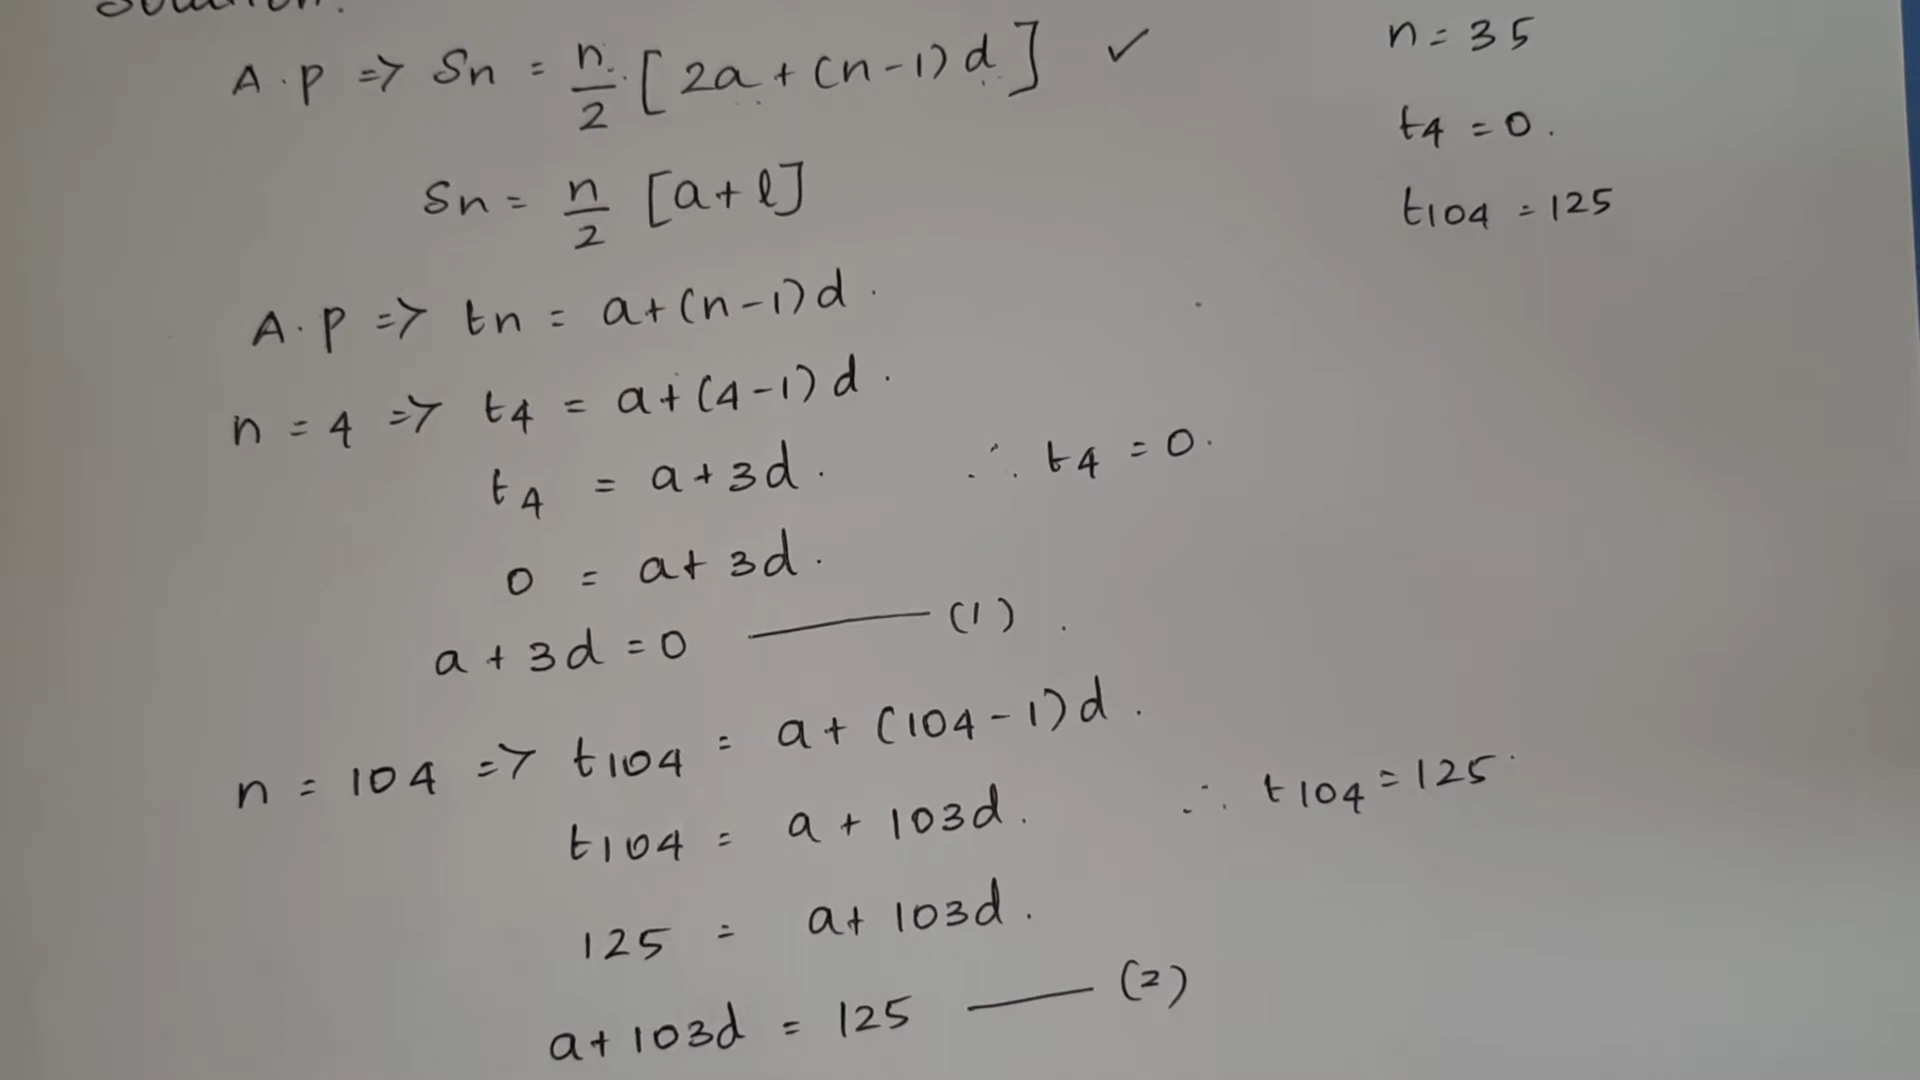 Solution:
A.p => Sn = n/2 [2a + (n-1)d] ✓
n = 35
t4 = 0.
Sn = n/2 [a+l]
t104 = 125
A.p => tn = a+(n-1)d.
n = 4 => t4 = a+(4-1)d.
t4 = a+3d. ∴ t4 = 0.
0 = a+3d.
a+3d = 0 —— (1).
n = 104 => t104 = a+(104-1)d.
t104 = a+103d. ∴ t104 = 125.
125 = a+103d.
a+103d = 125 —— (2)